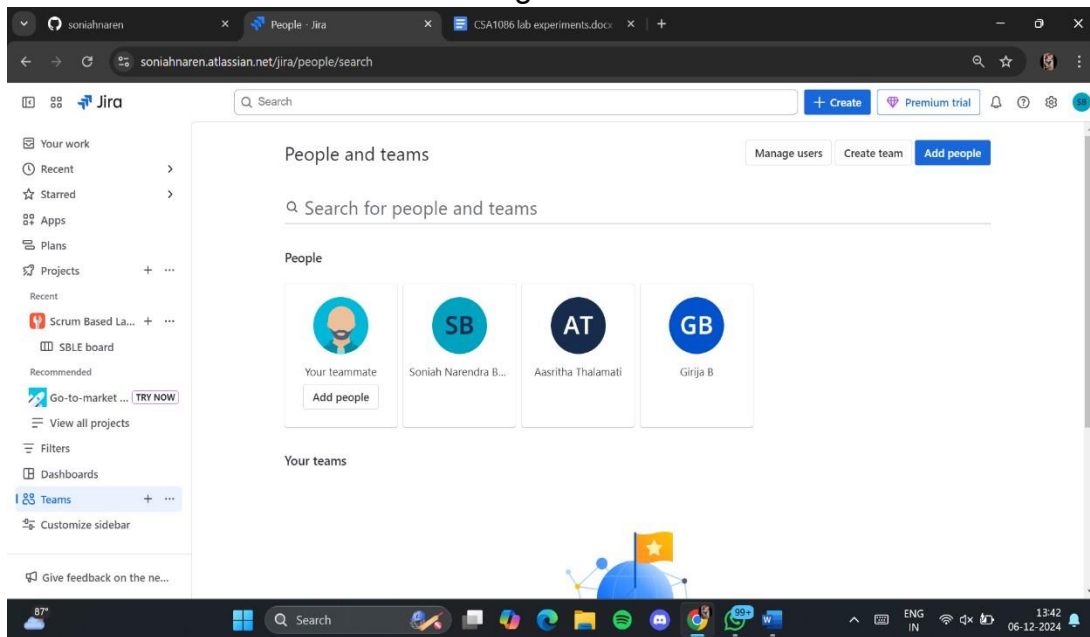 soniahnaren
People - Jira
CSA1086 lab experiments.docx
soniahnaren.atlassian.net/jira/people/search
Jira
Search
+ Create
Premium trial
SB
Your work
Recent
Starred
Apps
Plans
Projects
Recent
Scrum Based La...
SBLE board
Recommended
Go-to-market ... TRY NOW
View all projects
Filters
Dashboards
Teams
Customize sidebar
Give feedback on the ne...
People and teams
Manage users
Create team
Add people
Search for people and teams
People
Your teammate
Add people
SB
Soniah Narendra B...
AT
Aasritha Thalamati
GB
Girija B
Your teams
87°
Search
99+
ENG
IN
13:42
06-12-2024